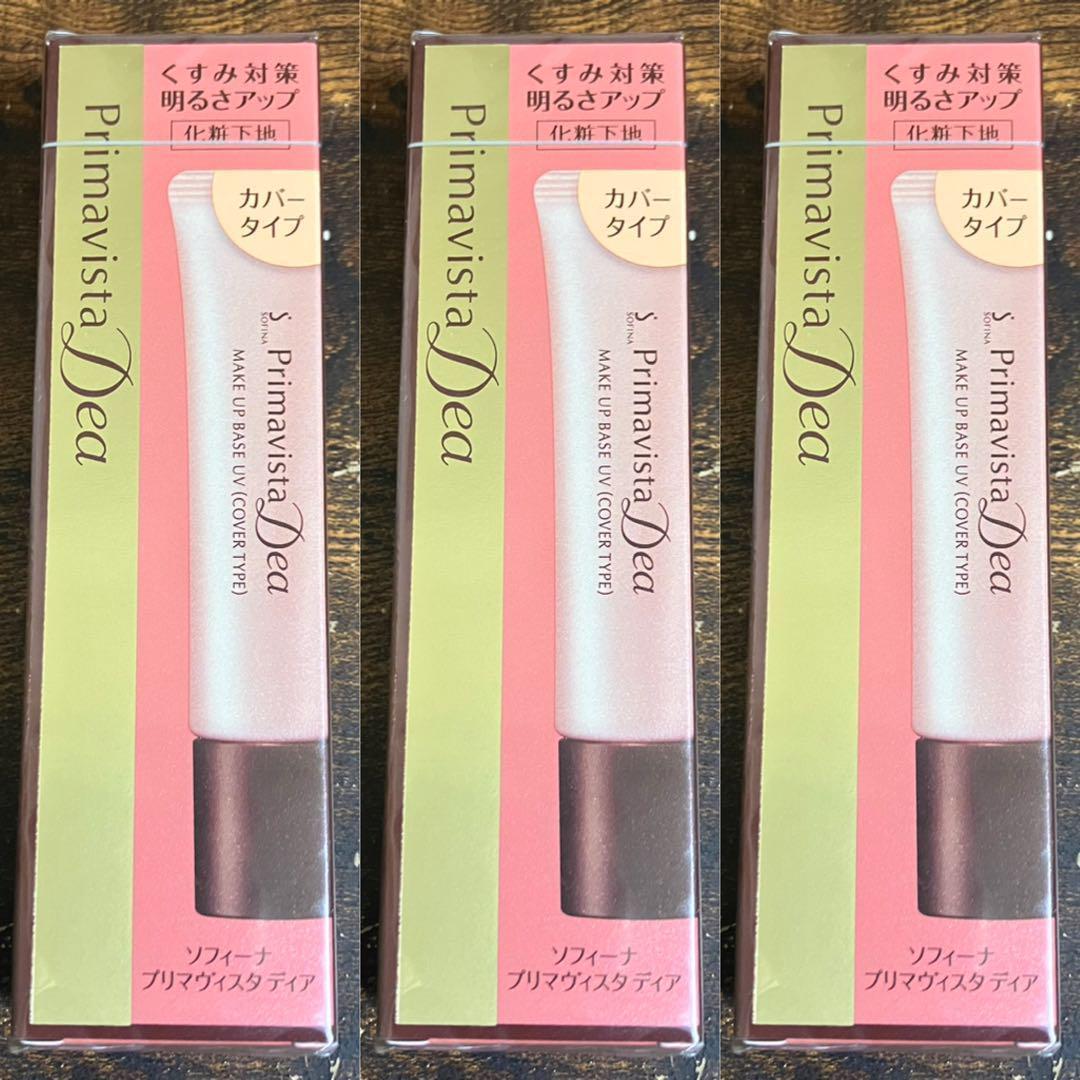 くすみ対策
明るさアップ
化粧下地
カバー
タイプ
Primavista Dea
S
SOFINA
Primavista Dea
MAKE UP BASE UV (COVER TYPE)
ソフィーナ
プリマヴィスタ ディア
くすみ対策
明るさアップ
化粧下地
カバー
タイプ
Primavista Dea
S
SOFINA
Primavista Dea
MAKE UP BASE UV (COVER TYPE)
ソフィーナ
プリマヴィスタ ディア
くすみ対策
明るさアップ
化粧下地
カバー
タイプ
Primavista Dea
S
SOFINA
Primavista Dea
MAKE UP BASE UV (COVER TYPE)
ソフィーナ
プリマヴィスタ ディア